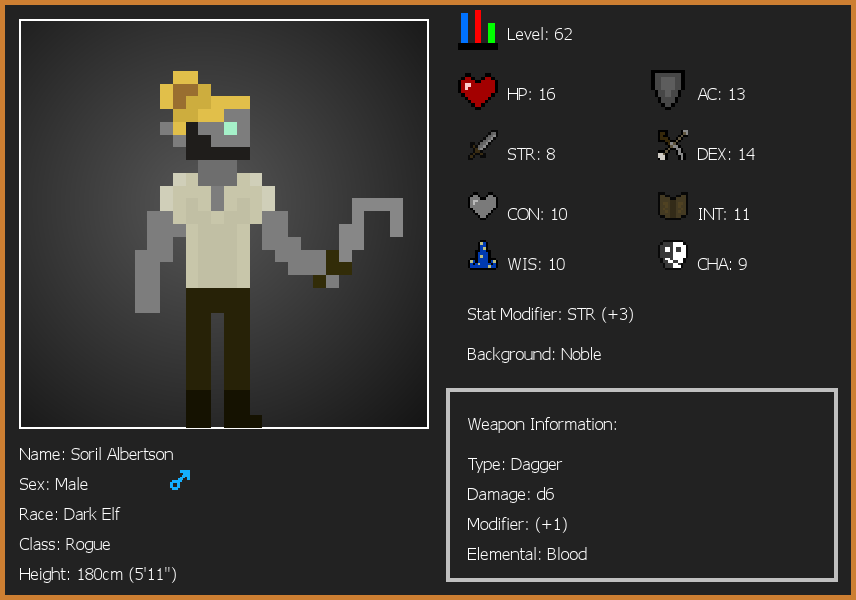 Level: 62
HP: 16
AC: 13
STR: 8
DEX: 14
CON: 10
INT: 11
WIS: 10
CHA: 9
Stat Modifier: STR (+3)
Background: Noble
Weapon Information:
Type: Dagger
Damage: d6
Modifier: (+1)
Elemental: Blood
Name: Soril Albertson
Sex: Male
Race: Dark Elf
Class: Rogue
Height: 180cm (5'11")